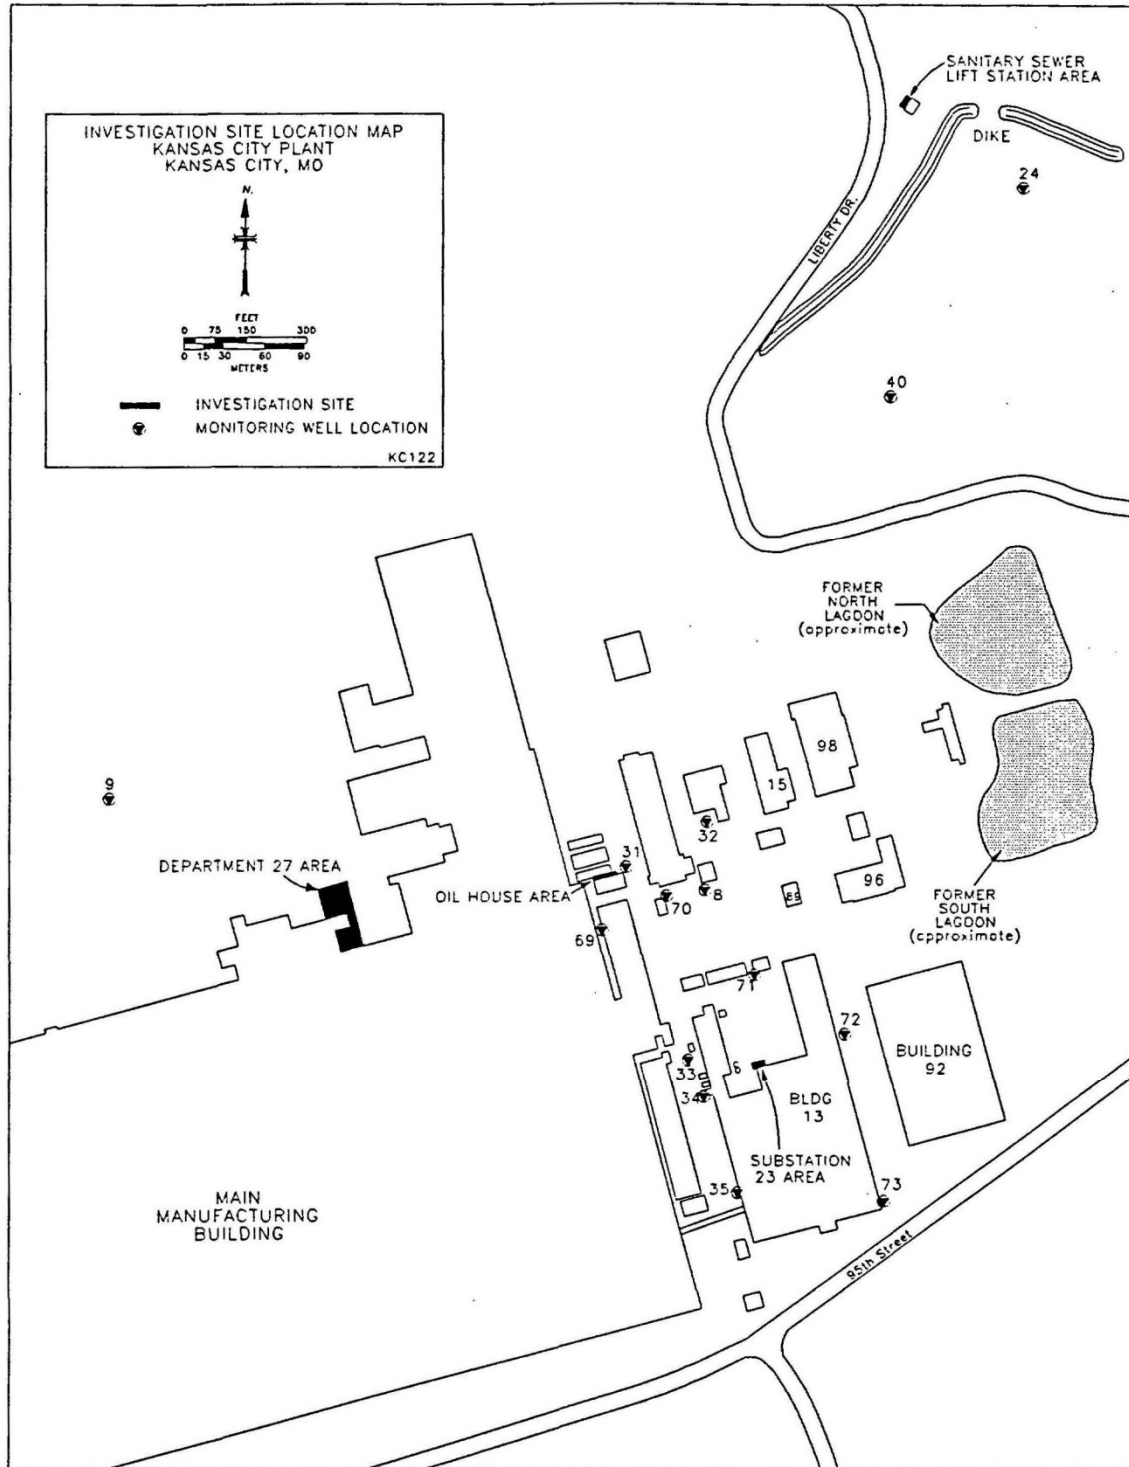 SANITARY SEWER
LIFT STATION AREA
DIKE
24
INVESTIGATION SITE LOCATION MAP
KANSAS CITY PLANT
KANSAS CITY, MO
N.
FEET
0 75 150 300
0 15 30 60 90
METERS
INVESTIGATION SITE
MONITORING WELL LOCATION
KC122
LIBERTY DR.
40
FORMER
NORTH
LAGOON
(approximate)
98
15
9
32
31
DEPARTMENT 27 AREA
OIL HOUSE AREA
70
8
89
96
FORMER
SOUTH
LAGOON
(approximate)
69
71
72
BUILDING
92
33
6
34
BLDG
13
SUBSTATION
23 AREA
35
73
MAIN
MANUFACTURING
BUILDING
95th Street